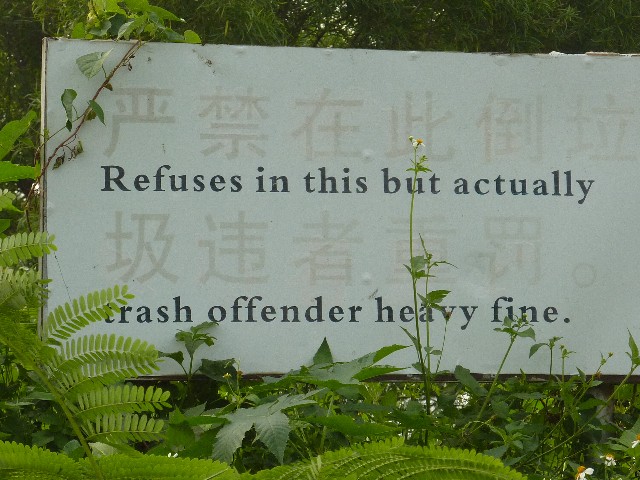 严禁在此倒垃
Refuses in this but actually
圾违者重罚。
trash offender heavy fine.